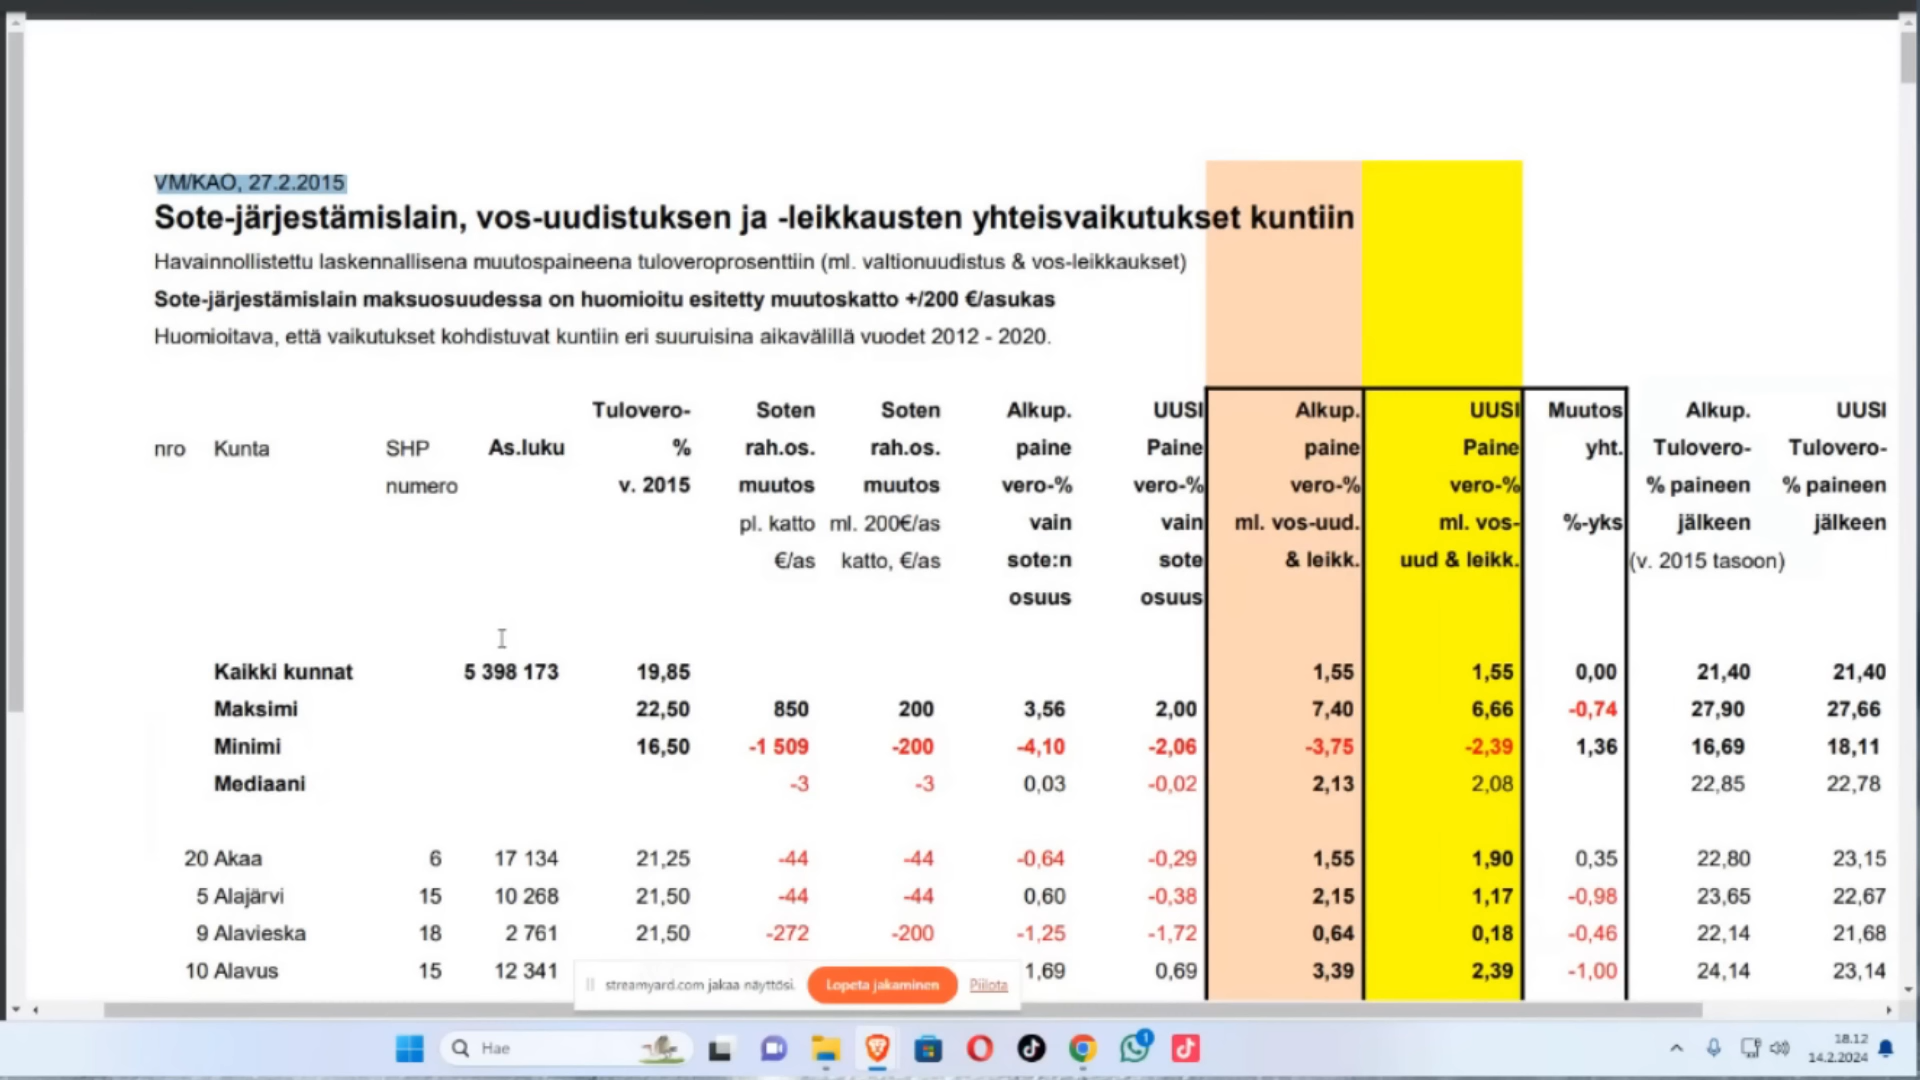 VM/KAO, 27.2.2015
Sote-järjestämislain, vos-uudistuksen ja -leikkausten yhteisvaikutukset kuntiin
Havainnollistettu laskennallisena muutospaineena tuloveroprosenttiin (ml. valtionuudistus & vos-leikkaukset)
Sote-järjestämislain maksuosuudessa on huomioitu esitetty muutoskatto +/200 €/asukas
Huomioitava, että vaikutukset kohdistuvat kuntiin eri suuruisina aikavälillä vuodet 2012 - 2020.
Tulovero- Soten Soten Alkup. UUSI Alkup. UUSI Muutos Alkup. UUSI
nro Kunta SHP As.luku % rah.os. rah.os. paine Paine paine Paine yht. Tulovero- Tulovero-
numero v. 2015 muutos muutos vero-% vero-% vero-% vero-% % paineen % paineen
pl. katto ml. 200€/as vain vain ml. vos-uud. ml. vos- %-yks jälkeen jälkeen
€/as katto, €/as sote:n sote & leikk. uud & leikk. (v. 2015 tasoon)
osuus osuus
Kaikki kunnat 5 398 173 19,85 1,55 1,55 0,00 21,40 21,40
Maksimi 22,50 850 200 3,56 2,00 7,40 6,66 -0,74 27,90 27,66
Minimi 16,50 -1 509 -200 -4,10 -2,06 -3,75 -2,39 1,36 16,69 18,11
Mediaani -3 -3 0,03 -0,02 2,13 2,08 22,85 22,78
20 Akaa 6 17 134 21,25 -44 -44 -0,64 -0,29 1,55 1,90 0,35 22,80 23,15
5 Alajärvi 15 10 268 21,50 -44 -44 0,60 -0,38 2,15 1,17 -0,98 23,65 22,67
9 Alavieska 18 2 761 21,50 -272 -200 -1,25 -1,72 0,64 0,18 -0,46 22,14 21,68
10 Alavus 15 12 341 1,69 0,69 3,39 2,39 -1,00 24,14 23,14
streamyard.com jakaa näyttösi. Lopeta jakaminen Piilota
Hae
1
18.12
14.2.2024